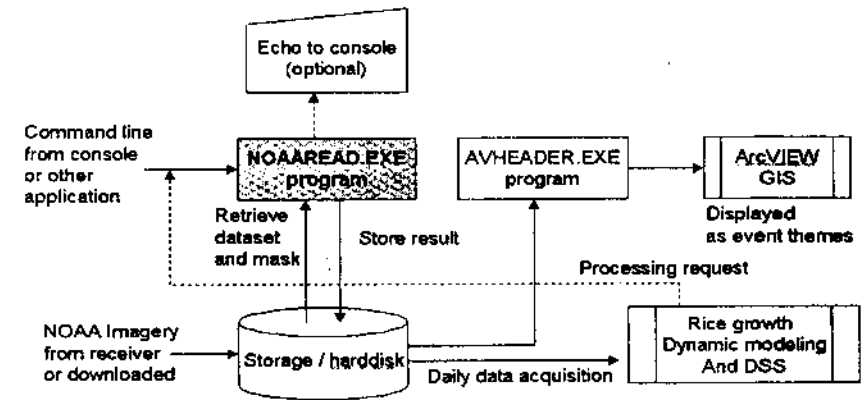 Echo to console
(optional)
Command line
from console
or other
application
NOAAREAD.EXE
program
AVHEADER.EXE
program
ArcVIEW
GIS
Retrieve
dataset
and mask
Store result
Displayed
as event themes
Processing request
NOAA Imagery
from receiver
or downloaded
Storage / harddisk
Daily data acquisition
Rice growth
Dynamic modeling
And DSS